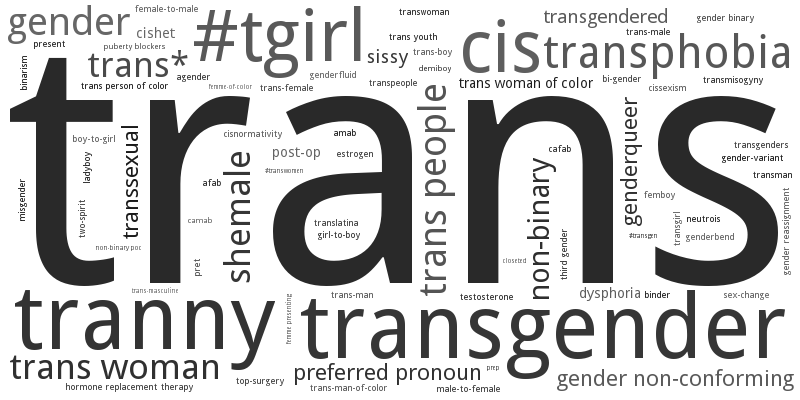 gender
female-to-male
#tgirl
transwoman
transgendered
gender binary
cishet
present
puberty blockers
trans youth
cis
trans-male
transphobia
binarism
trans*
agender
genderfluid
sissy
trans-boy
demiboy
transpeople
bi-gender
transmisogyny
trans person of color
femme-of-color
trans-female
trans woman of color
cissexism
trans
boy-to-girl
transsexual
cisnormativity
amab
trans people
cafab
genderqueer
transgenders
ladyboy
post-op
estrogen
gender-variant
misgender
afab
shemale
#transwomen
non-binary
femboy
transman
two-spirit
camab
translatina
girl-to-boy
third gender
transgirl
neutrois
#transgen
genderbend
gender reassignment
non-binary poc
pret
closeted
trans-masculine
tranny
femme presenting
trans-man
testosterone
dysphoria
binder
sex-change
transgender
trans woman
top-surgery
preferred pronoun
prep
gender non-conforming
hormone replacement therapy
trans-man-of-color
male-to-female